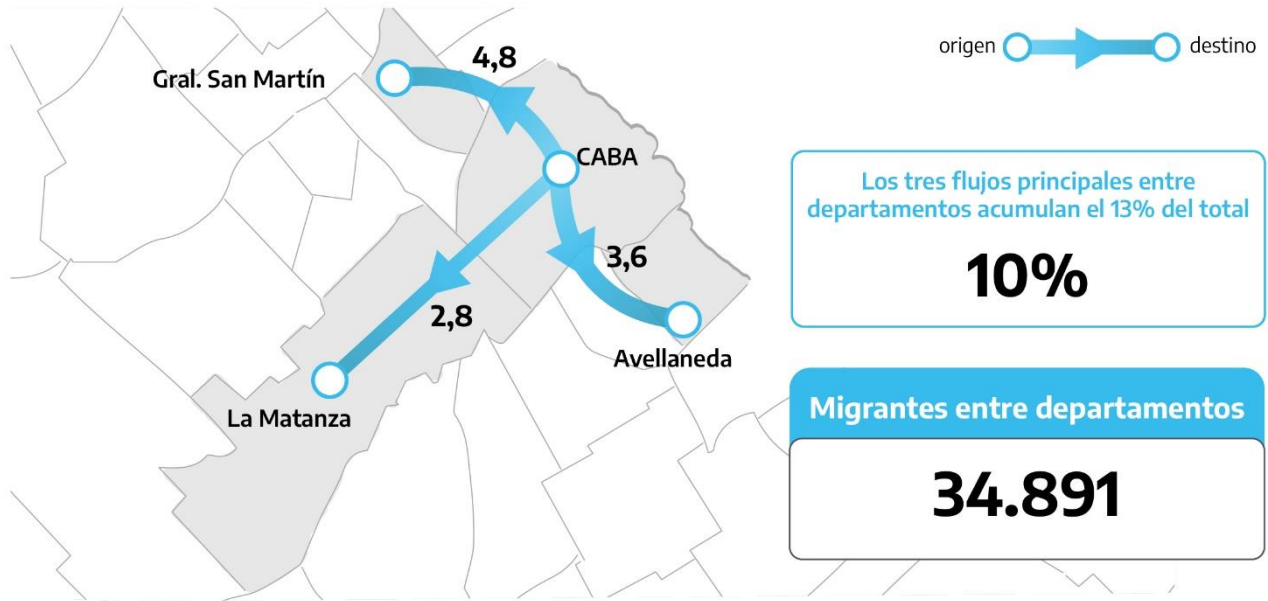 origen
destino
4,8
Gral. San Martín
CABA
3,6
2,8
Avellaneda
La Matanza
Los tres flujos principales entre
departamentos acumulan el 13% del total
10%
Migrantes entre departamentos
34.891